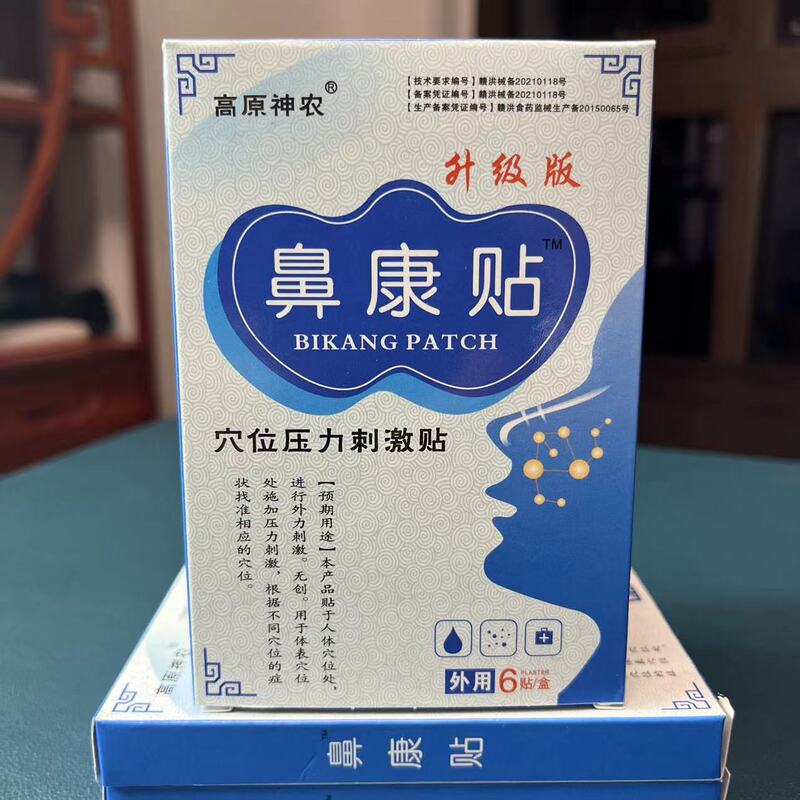 高原神农®
【技术要求编号】赣洪械备20210118号
【备案凭证编号】赣洪械备20210118号
【生产备案凭证编号】赣洪食药监械生产备20150065号
升级版
鼻康贴™
BIKANG PATCH
穴位压力刺激贴
【预期用途】本产品贴于人体穴位处，
进行外力刺激。无创。用于体表穴位
处施加压力刺激，根据不同穴位的症
状找准相应的穴位。
外用 6贴/盒
PLASTER
高原神农
鼻康贴™